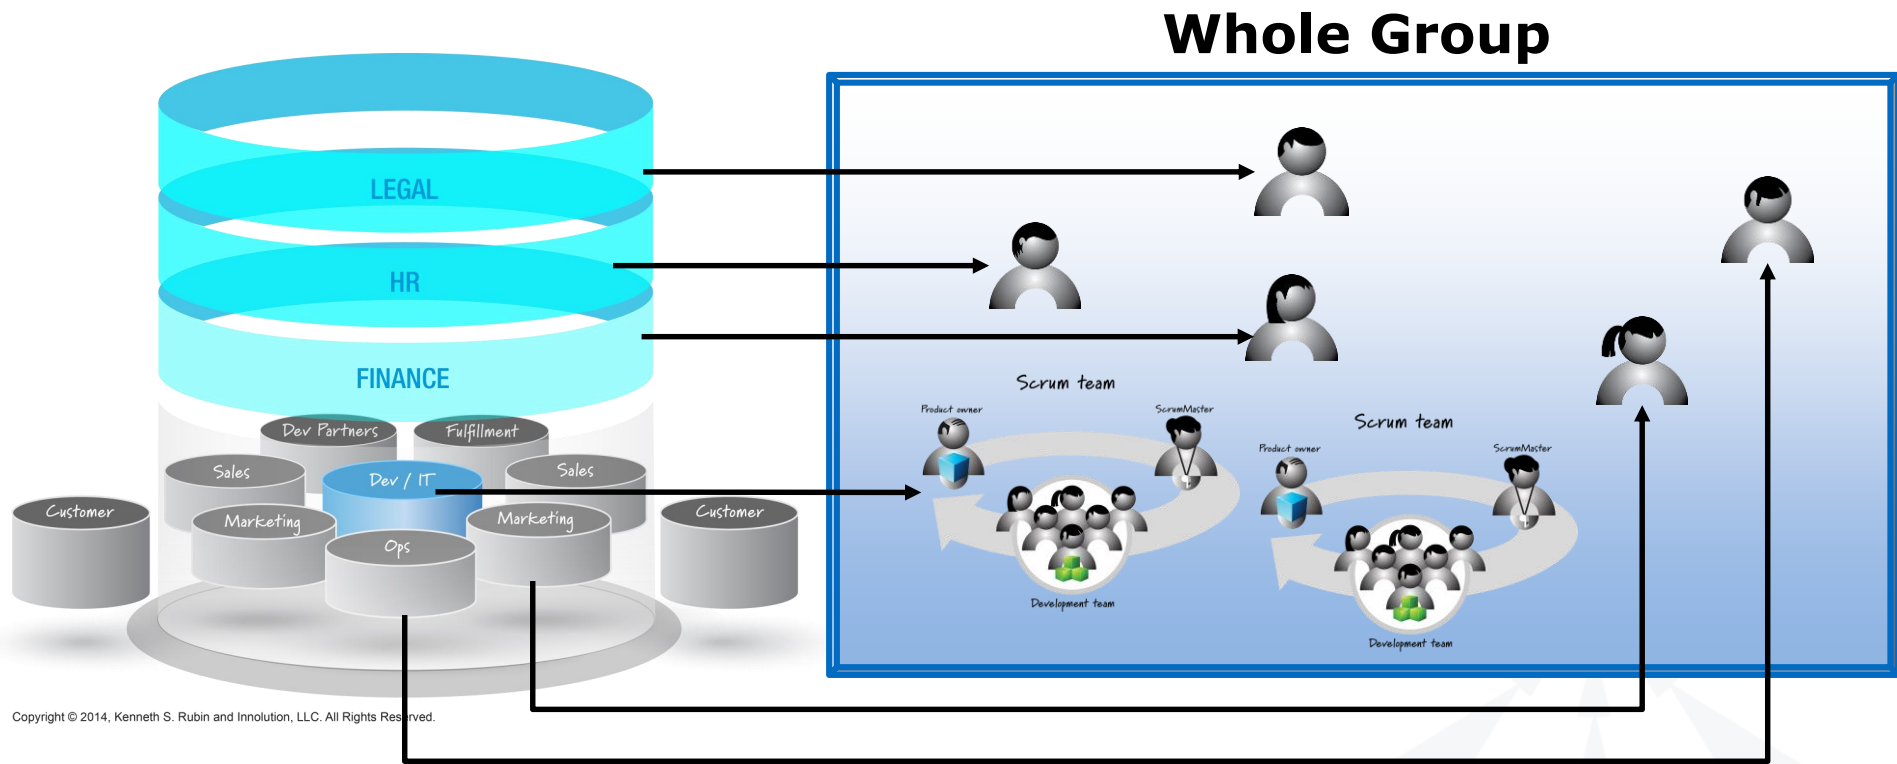 Whole Group
LEGAL
HR
FINANCE
Dev Partners
Fulfillment
Sales
Dev / IT
Sales
Customer
Marketing
Marketing
Customer
Ops
Scrum team
Product owner
ScrumMaster
Development team
Scrum team
Product owner
ScrumMaster
Development team
Copyright © 2014, Kenneth S. Rubin and Innolution, LLC. All Rights Reserved.